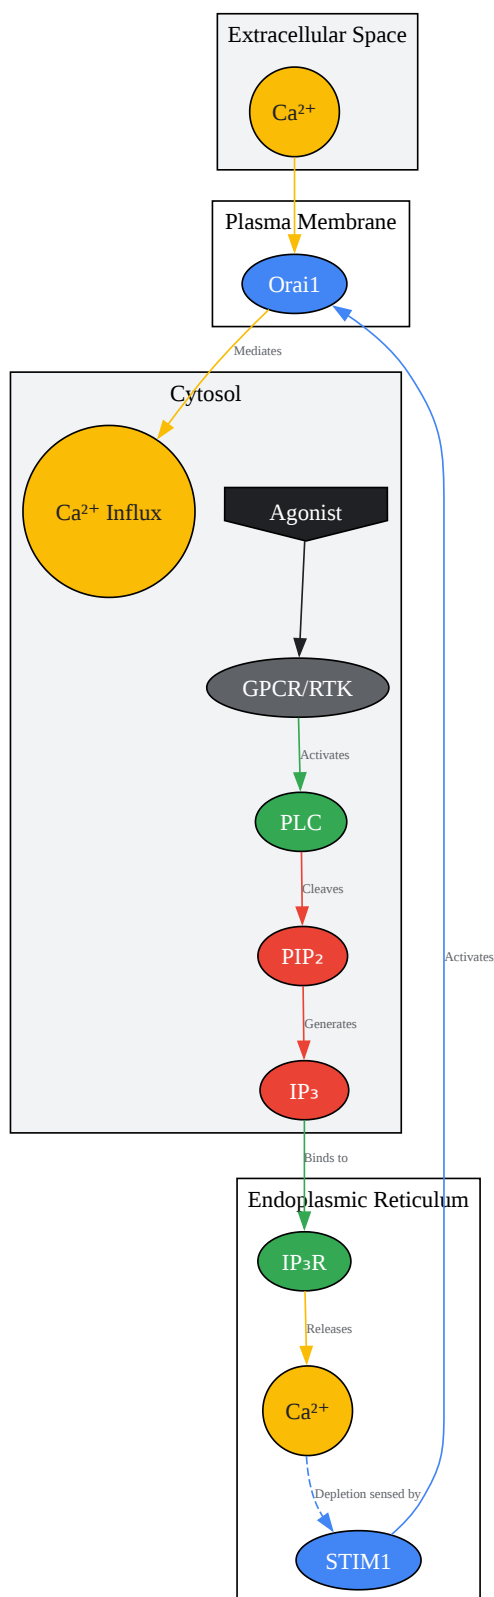 Extracellular Space
Ca²⁺
Plasma Membrane
Orai1
Mediates
Cytosol
Ca²⁺ Influx
Agonist
GPCR/RTK
Activates
PLC
Cleaves
PIP₂
Activates
Generates
IP₃
Binds to
Endoplasmic Reticulum
IP₃R
Releases
Ca²⁺
Depletion sensed by
STIM1